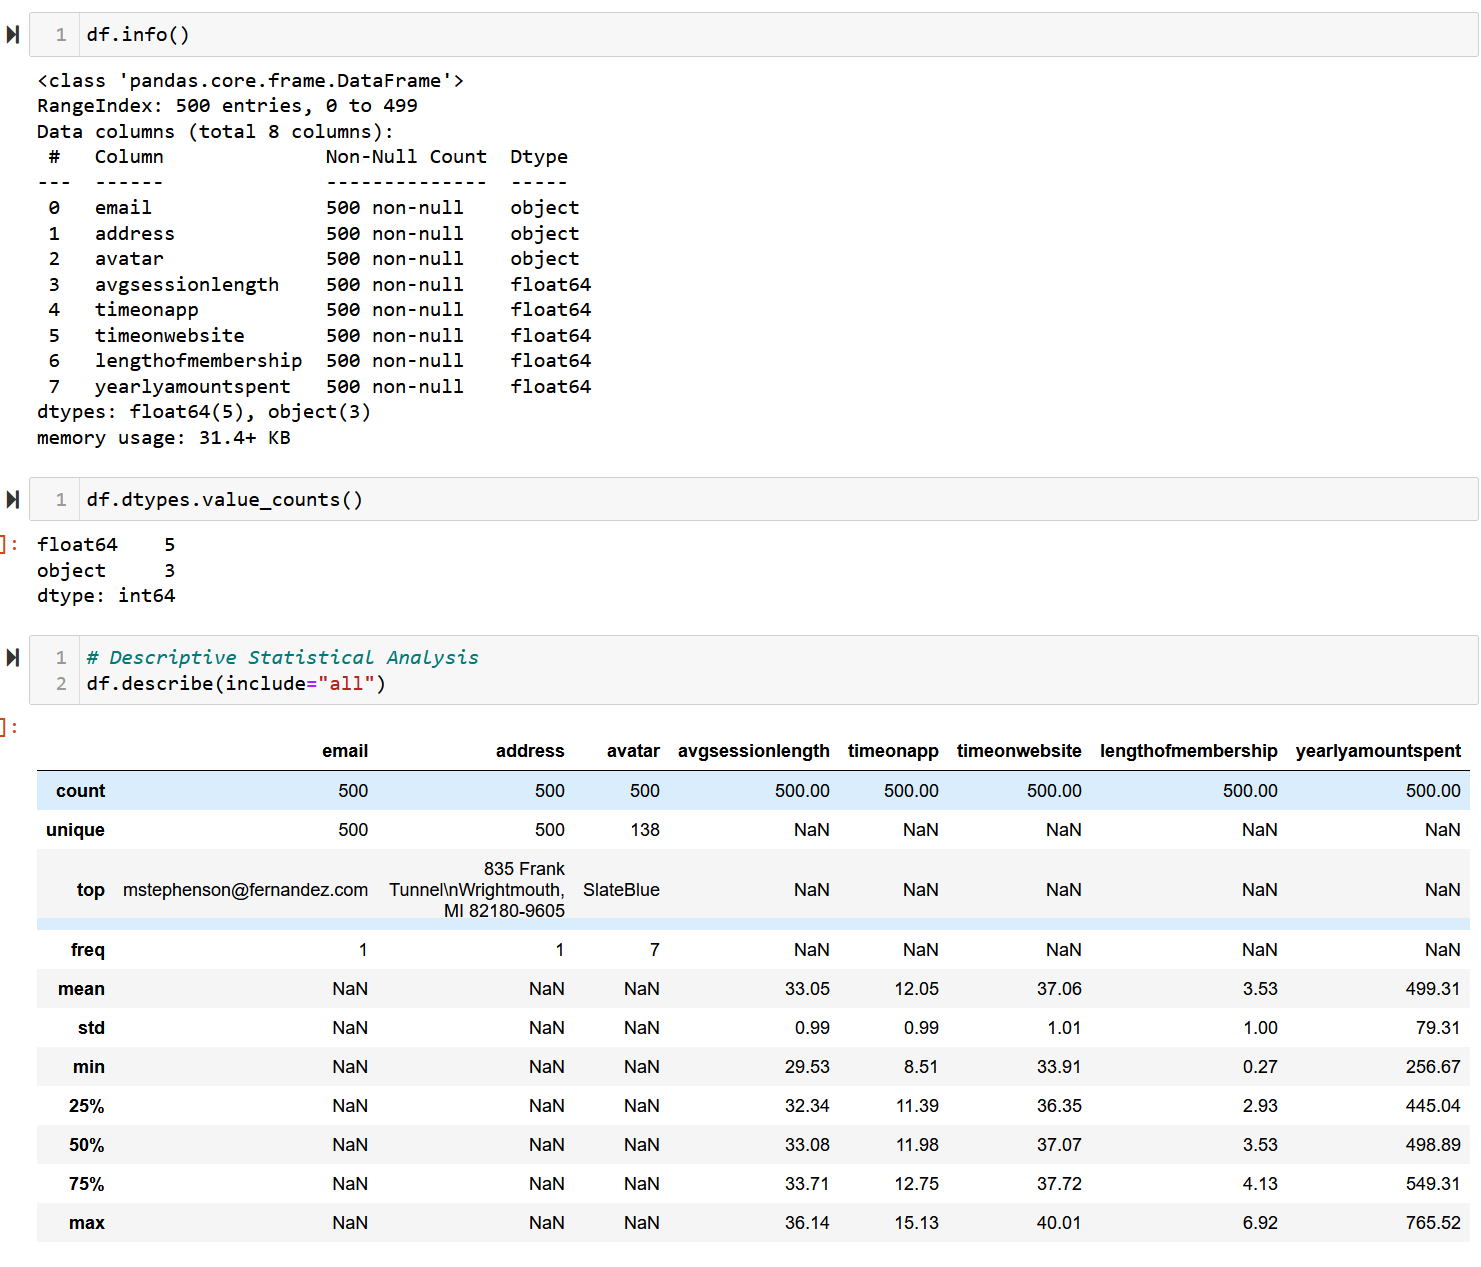 1 df.info()
<class 'pandas.core.frame.DataFrame'>
RangeIndex: 500 entries, 0 to 499
Data columns (total 8 columns):
 #   Column              Non-Null Count  Dtype
---  ------              --------------  -----
 0   email               500 non-null    object
 1   address             500 non-null    object
 2   avatar              500 non-null    object
 3   avgsessionlength    500 non-null    float64
 4   timeonapp           500 non-null    float64
 5   timeonwebsite       500 non-null    float64
 6   lengthofmembership  500 non-null    float64
 7   yearlyamountspent   500 non-null    float64
dtypes: float64(5), object(3)
memory usage: 31.4+ KB
1 df.dtypes.value_counts()
]: float64    5
object     3
dtype: int64
1 # Descriptive Statistical Analysis
2 df.describe(include="all")
]:
email address avatar avgsessionlength timeonapp timeonwebsite lengthofmembership yearlyamountspent
count 500 500 500 500.00 500.00 500.00 500.00 500.00
unique 500 500 138 NaN NaN NaN NaN NaN
835 Frank
top mstephenson@fernandez.com Tunnel\nWrightmouth, SlateBlue NaN NaN NaN NaN NaN
MI 82180-9605
freq 1 1 7 NaN NaN NaN NaN NaN
mean NaN NaN NaN 33.05 12.05 37.06 3.53 499.31
std NaN NaN NaN 0.99 0.99 1.01 1.00 79.31
min NaN NaN NaN 29.53 8.51 33.91 0.27 256.67
25% NaN NaN NaN 32.34 11.39 36.35 2.93 445.04
50% NaN NaN NaN 33.08 11.98 37.07 3.53 498.89
75% NaN NaN NaN 33.71 12.75 37.72 4.13 549.31
max NaN NaN NaN 36.14 15.13 40.01 6.92 765.52